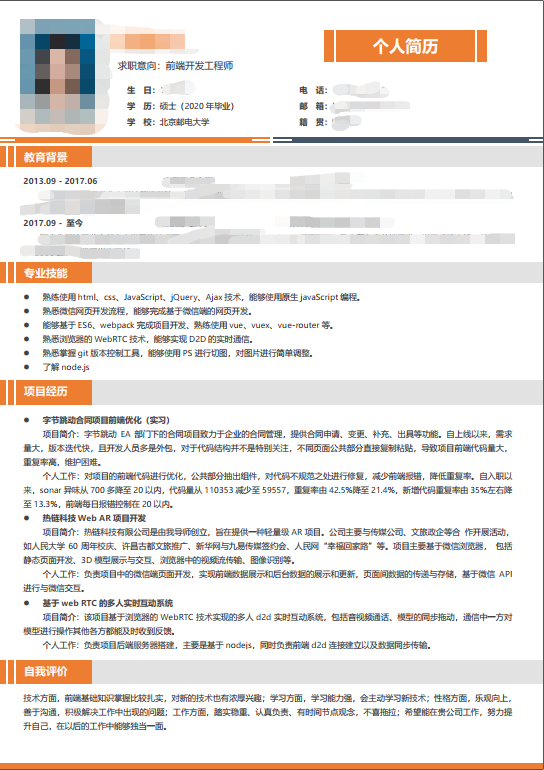 个人简历
求职意向：前端开发工程师
生 日：
电 话：
学 历：硕士（2020 年毕业）
邮 箱：
学 校：北京邮电大学
籍 贯：
教育背景
2013.09 - 2017.06
2017.09 - 至今
专业技能
● 熟练使用 html、css、JavaScript、jQuery、Ajax 技术，能够使用原生 javaScript 编程。
● 熟悉微信网页开发流程，能够完成基于微信端的网页开发。
● 能够基于 ES6、webpack 完成项目开发、熟练使用 vue、vuex、vue-router 等。
● 熟悉浏览器的 WebRTC 技术，能够实现 D2D 的实时通信。
● 熟悉掌握 git 版本控制工具，能够使用 PS 进行切图，对图片进行简单调整。
● 了解 node.js
项目经历
● 字节跳动合同项目前端优化（实习）
项目简介：字节跳动 EA 部门下的合同项目致力于企业的合同管理，提供合同申请、变更、补充、出具等功能。自上线以来，需求
量大，版本迭代快，且开发人员多是外包，对于代码结构并不是特别关注，不同页面公共部分直接复制粘贴，导致项目前端代码量大，
重复率高，维护困难。
个人工作：对项目的前端代码进行优化，公共部分抽出组件，对代码不规范之处进行修复，减少前端报错，降低重复率。自入职以
来，sonar 异味从 700 多降至 20 以内，代码量从 110353 减少至 59557，重复率由 42.5%降至 21.4%，新增代码重复率由 35%左右降
至 13.3%，前端每日报错控制在 20 以内。
● 热链科技 Web AR 项目开发
项目简介：热链科技有限公司是由我导师创立，旨在提供一种轻量级 AR 项目。公司主要与传媒公司、文旅政企等合 作开展活动，
如人民大学 60 周年校庆、许昌古都文旅推广、新华网与九易传媒签约会、人民网“幸福回家路”等。项目主要基于微信浏览器， 包括
静态页面开发、3D 模型展示与交互、浏览器中的视频流传输、图像识别等。
个人工作：负责项目中的微信端页面开发，实现前端数据展示和后台数据的展示和更新，页面间数据的传递与存储，基于微信 API
进行与微信交互。
● 基于 web RTC 的多人实时互动系统
项目简介：该项目基于浏览器的 WebRTC 技术实现的多人 d2d 实时互动系统，包括音视频通话、模型的同步拖动，通信中一方对
模型进行操作其他各方都能及时收到反馈。
个人工作：负责项目后端服务器搭建，主要是基于 nodejs，同时负责前端 d2d 连接建立以及数据同步传输。
自我评价
技术方面，前端基础知识掌握比较扎实，对新的技术也有浓厚兴趣；学习方面，学习能力强，会主动学习新技术；性格方面，乐观向上，
善于沟通，积极解决工作中出现的问题；工作方面，踏实稳重、认真负责、有时间节点观念，不喜拖拉；希望能在贵公司工作，努力提
升自己，在以后的工作中能够独当一面。